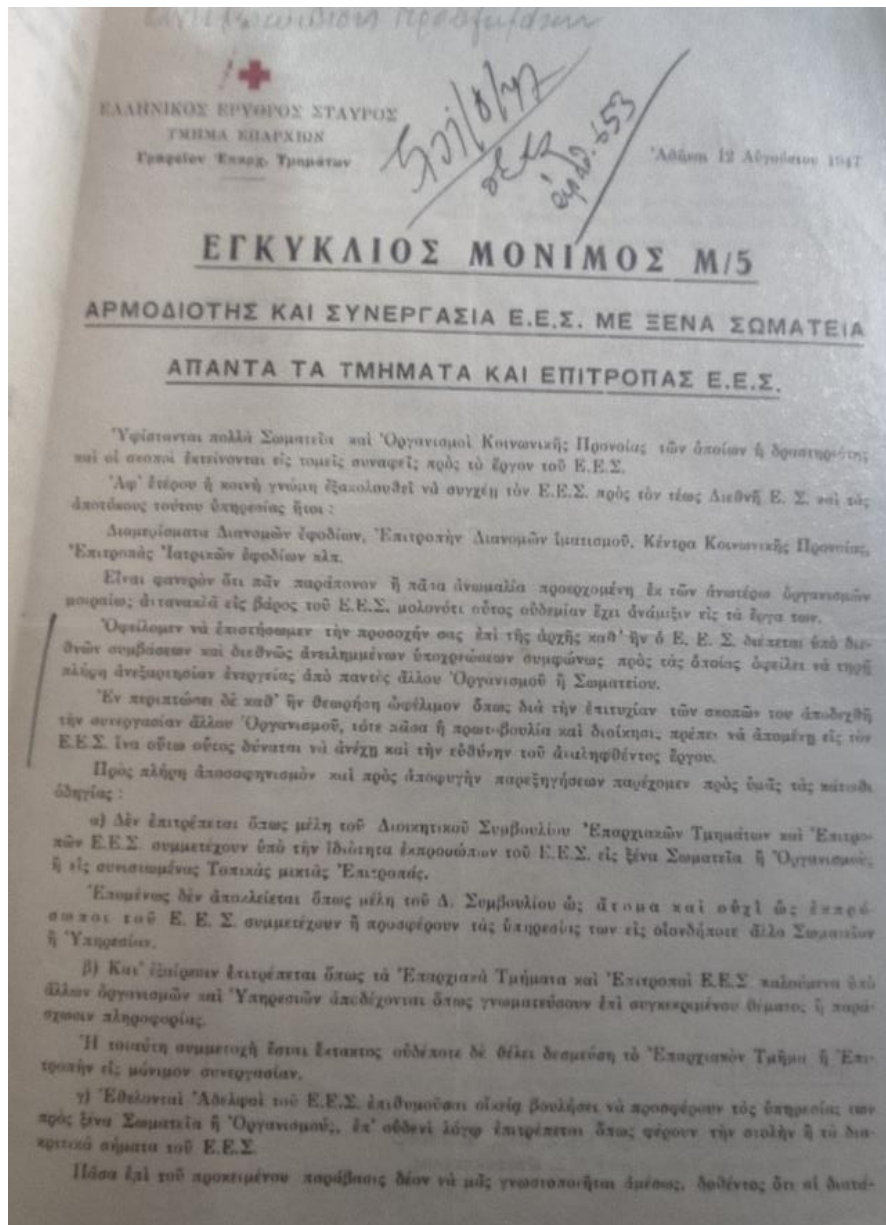 ΕΛΛΗΝΙΚΟΣ ΕΡΥΘΡΟΣ ΣΤΑΥΡΟΣ
ΤΜΗΜΑ ΕΠΑΡΧΙΩΝ
Γραφεῖον Ἐπαρχ. Τμημάτων
Ἀθῆναι 12 Αὐγούστου 1947
ΕΓΚΥΚΛΙΟΣ ΜΟΝΙΜΟΣ Μ/5
ΑΡΜΟΔΙΟΤΗΣ ΚΑΙ ΣΥΝΕΡΓΑΣΙΑ Ε.Ε.Σ. ΜΕ ΞΕΝΑ ΣΩΜΑΤΕΙΑ
ΑΠΑΝΤΑ ΤΑ ΤΜΗΜΑΤΑ ΚΑΙ ΕΠΙΤΡΟΠΑΣ Ε.Ε.Σ.
Ὑφίστανται πολλὰ Σωματεῖα καὶ Ὀργανισμοὶ Κοινωνικῆς Προνοίας τῶν ὁποίων ἡ δραστηριότης
καὶ οἱ σκοποὶ ἐκτείνονται εἰς τομεῖς συναφεῖς πρὸς τὸ ἔργον τοῦ Ε.Ε.Σ.
Ἀφ' ἑτέρου ἡ κοινὴ γνώμη ἐξακολουθεῖ νὰ συγχέῃ τὸν Ε.Ε.Σ. πρὸς τὸν τέως Διεθνῆ Ε. Σ. καὶ τὰς
ἀποτόκους τούτου ὑπηρεσίας ἤτοι :
Διαμερίσματα Διανομῶν ἐφοδίων, Ἐπιτροπὴν Διανομῶν ἱματισμοῦ, Κέντρα Κοινωνικῆς Προνοίας,
Ἐπιτροπὰς Ἰατρικῶν ἐφοδίων κλπ.
Εἶναι φανερὸν ὅτι πᾶν παράπονον ἢ πᾶσα ἀνωμαλία προερχομένη ἐκ τῶν ἀνωτέρω ὀργανισμῶν
μοιραίως ἀντανακλᾶ εἰς βάρος τοῦ Ε.Ε.Σ. μολονότι οὗτος οὐδεμίαν ἔχει ἀνάμιξιν εἰς τὰ ἔργα των.
Ὀφείλομεν νὰ ἐπιστήσωμεν τὴν προσοχήν σας ἐπὶ τῆς ἀρχῆς καθ' ἣν ὁ Ε. Ε. Σ. διέπεται ὑπὸ διε-
θνῶν συμβάσεων καὶ διεθνῶς ἀνειλημμένων ὑποχρεώσεων συμφώνως πρὸς τὰς ὁποίας ὀφείλει νὰ τηρῇ
πλήρη ἀνεξαρτησίαν ἐνεργείας ἀπὸ παντὸς ἄλλου Ὀργανισμοῦ ἢ Σωματείου.
Ἐν περιπτώσει δὲ καθ' ἣν θεωρήσῃ ὠφέλιμον ὅπως διὰ τὴν ἐπιτυχίαν τῶν σκοπῶν του ἀποδεχθῇ
τὴν συνεργασίαν ἄλλου Ὀργανισμοῦ, τότε πᾶσα ἡ πρωτοβουλία καὶ διοίκησις πρέπει νὰ ἀπομένῃ εἰς τὸν
Ε.Ε.Σ. ἵνα οὕτω οὗτος δύναται νὰ ἀνέχῃ καὶ τὴν εὐθύνην τοῦ ἀναληφθέντος ἔργου.
Πρὸς πλήρη ἀποσαφηνισμὸν καὶ πρὸς ἀποφυγὴν παρεξηγήσεων παρέχομεν πρὸς ὑμᾶς τὰς κάτωθι
ὁδηγίας :
α) Δὲν ἐπιτρέπεται ὅπως μέλη τοῦ Διοικητικοῦ Συμβουλίου Ἐπαρχιακῶν Τμημάτων καὶ Ἐπιτρο-
πῶν Ε.Ε.Σ. συμμετέχουν ὑπὸ τὴν ἰδιότητα ἐκπροσώπων τοῦ Ε.Ε.Σ. εἰς ξένα Σωματεῖα ἢ Ὀργανισμούς,
ἢ εἰς συνιστωμένας Τοπικὰς μικτὰς Ἐπιτροπάς.
Ἑπομένως δὲν ἀποκλείεται ὅπως μέλη τοῦ Δ. Συμβουλίου ὡς ἄτομα καὶ οὐχὶ ὡς ἐκπρό-
σωποι τοῦ Ε. Ε. Σ. συμμετέχουν ἢ προσφέρουν τὰς ὑπηρεσίας των εἰς οἱονδήποτε ἄλλο Σωματεῖον
ἢ Ὑπηρεσίαν.
β) Κατ' ἐξαίρεσιν ἐπιτρέπεται ὅπως τὰ Ἐπαρχιακὰ Τμήματα καὶ Ἐπιτροπαὶ Ε.Ε.Σ. καλούμενα ὑπὸ
ἄλλων ὀργανισμῶν καὶ Ὑπηρεσιῶν ἀποδέχονται ὅπως γνωματεύσουν ἐπὶ συγκεκριμένου θέματος ἢ παρά-
σχωσιν πληροφορίας.
Ἡ τοιαύτη συμμετοχὴ ἔσται ἔκτακτος οὐδέποτε δὲ θέλει δεσμεύσῃ τὸ Ἐπαρχιακὸν Τμῆμα ἢ Ἐπι-
τροπὴν εἰς μόνιμον συνεργασίαν.
γ) Ἐθελονταὶ Ἀδελφαὶ τοῦ Ε.Ε.Σ. ἐπιθυμοῦσαι οἰκείᾳ βουλήσει νὰ προσφέρουν τὰς ὑπηρεσίας των
πρὸς ξένα Σωματεῖα ἢ Ὀργανισμούς, ἐπ' οὐδενὶ λόγῳ ἐπιτρέπεται ὅπως φέρουν τὴν στολὴν ἢ τὰ δια-
κριτικὰ σήματα τοῦ Ε.Ε.Σ.
Πᾶσα ἐπὶ τοῦ προκειμένου παράβασις δέον νὰ μᾶς γνωστοποιῆται ἀμέσως, δοθέντος ὅτι αἱ διατά-